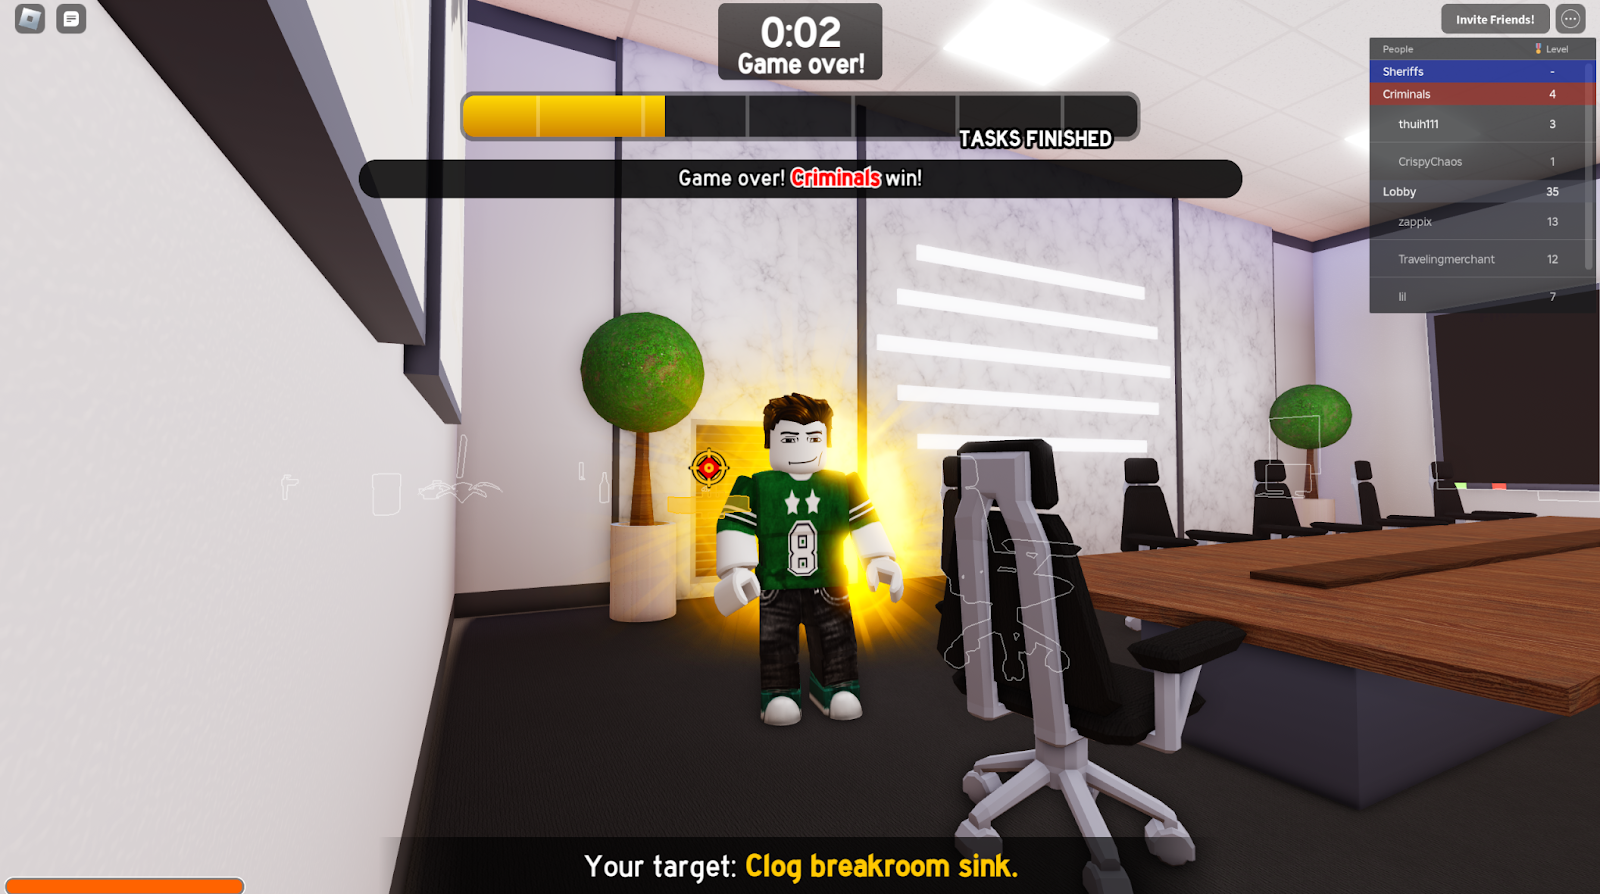 0:02
Game over!
TASKS FINISHED
Game over! Criminals win!
Invite Friends!
People Level
Sheriffs -
Criminals 4
thuih111 3
CrispyChaos 1
Lobby 35
zappix 13
Travelingmerchant 12
lil 7
8
Your target: Clog breakroom sink.